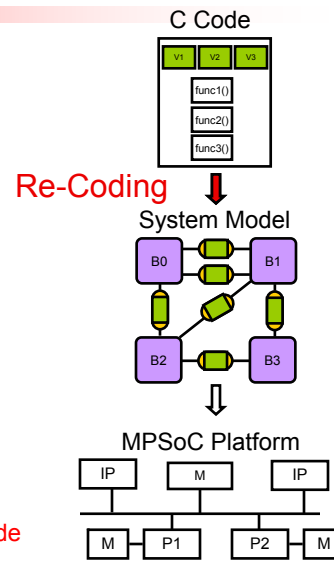 C Code
V1 V2 V3
func1()
func2()
func3()
Re-Coding
System Model
B0 B1
B2 B3
MPSoC Platform
IP M IP
de
M P1 P2 M